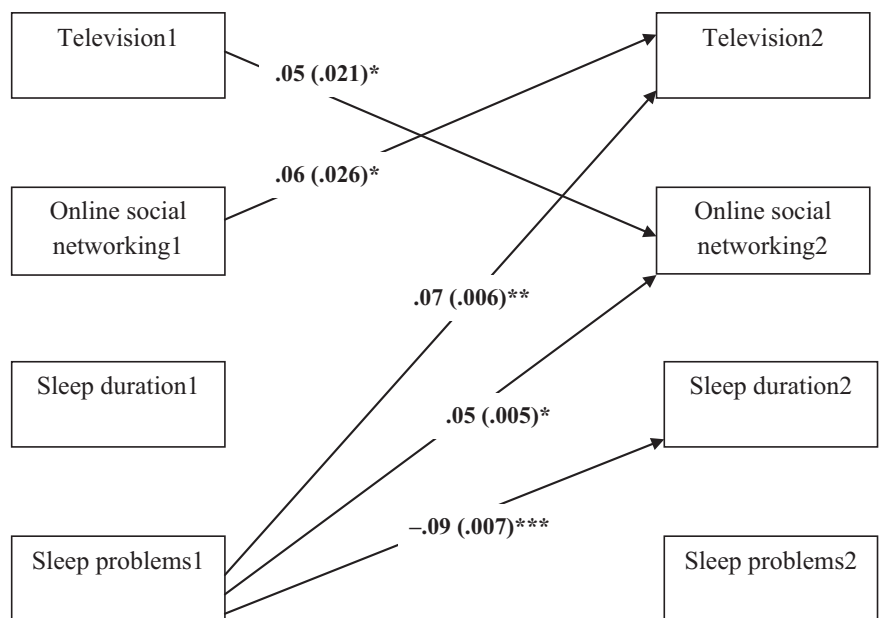 Television1
Television2
.05 (.021)*
.06 (.026)*
Online social
networking1
Online social
networking2
.07 (.006)**
Sleep duration1
Sleep duration2
.05 (.005)*
–.09 (.007)***
Sleep problems1
Sleep problems2